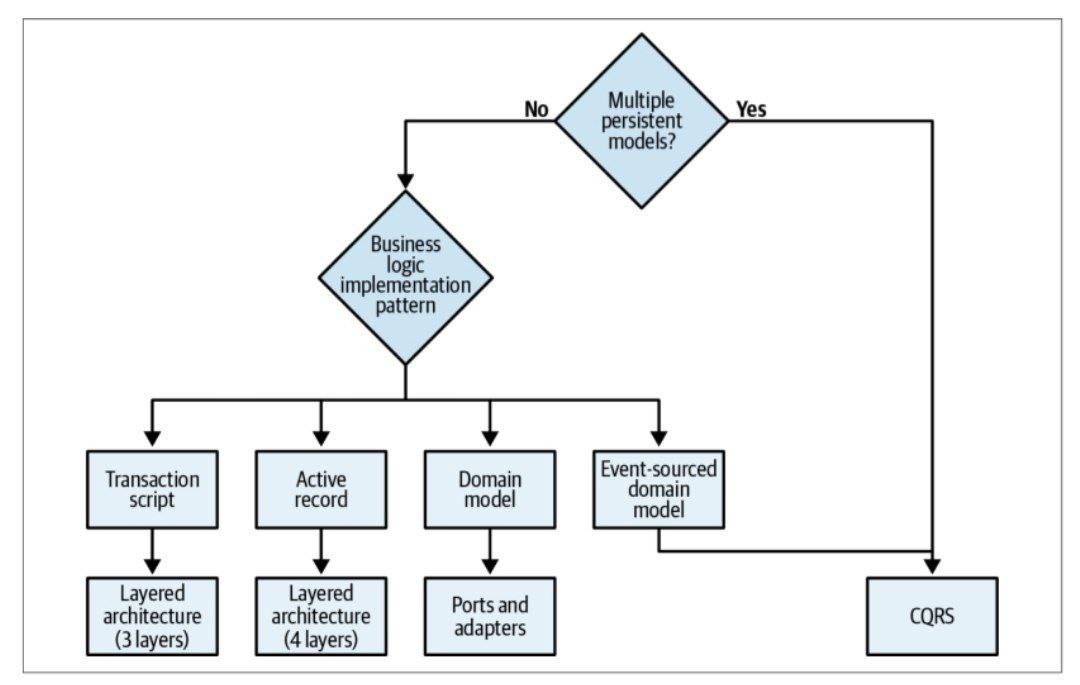 Multiple
persistent
models?
No
Yes
Business
logic
implementation
pattern
Transaction
script
Active
record
Domain
model
Event-sourced
domain
model
Layered
architecture
(3 layers)
Layered
architecture
(4 layers)
Ports and
adapters
CQRS